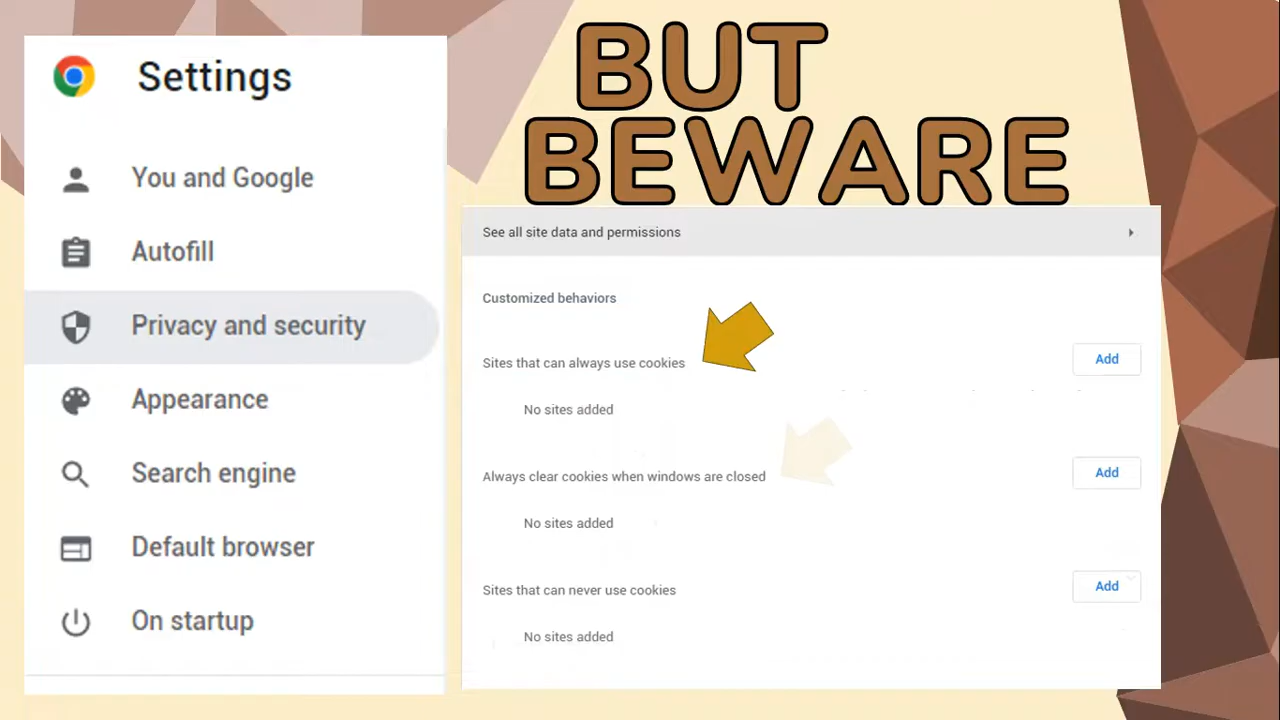 Settings
You and Google
Autofill
Privacy and security
Appearance
Search engine
Default browser
On startup
BUT
BEWARE
See all site data and permissions
Customized behaviors
Sites that can always use cookies
Add
No sites added
Always clear cookies when windows are closed
Add
No sites added
Sites that can never use cookies
Add
No sites added